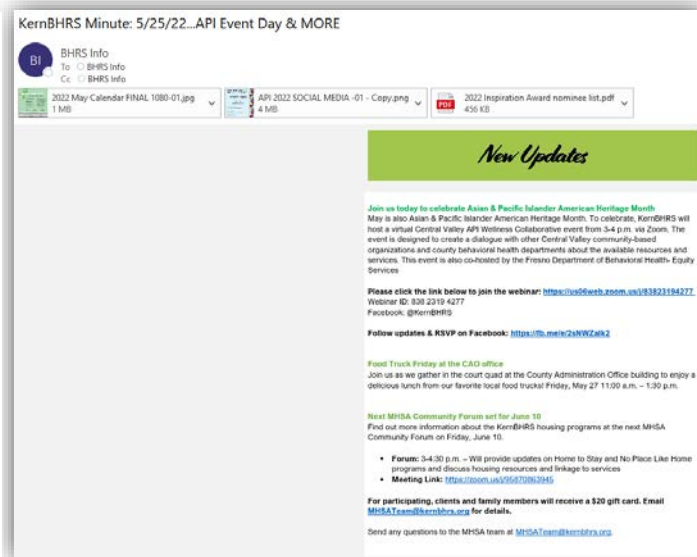 KernBHRS Minute: 5/25/22...API Event Day & MORE
BI
BHRS Info
To BHRS Info
Cc BHRS Info
2022 May Calendar FINAL 1080-01.jpg
1 MB
API 2022 SOCIAL MEDIA -01 - Copy.png
4 MB
PDF
2022 Inspiration Award nominee list.pdf
456 KB
New Updates
Join us today to celebrate Asian & Pacific Islander American Heritage Month
May is also Asian & Pacific Islander American Heritage Month. To celebrate, KernBHRS will
host a virtual Central Valley API Wellness Collaborative event from 3-4 p.m. via Zoom. The
event is designed to create a dialogue with other Central Valley community-based
organizations and county behavioral health departments about the available resources and
services. This event is also co-hosted by the Fresno Department of Behavioral Health- Equity
Services
Please click the link below to join the webinar: https://us06web.zoom.us/j/83823194277
Webinar ID: 838 2319 4277
Facebook: @KernBHRS
Follow updates & RSVP on Facebook: https://fb.me/e/2sNWZalk2
Food Truck Friday at the CAO office
Join us as we gather in the court quad at the County Administration Office building to enjoy a
delicious lunch from our favorite local food trucks! Friday, May 27 11:00 a.m. – 1:30 p.m.
Next MHSA Community Forum set for June 10
Find out more information about the KernBHRS housing programs at the next MHSA
Community Forum on Friday, June 10.
• Forum: 3-4:30 p.m. – Will provide updates on Home to Stay and No Place Like Home
programs and discuss housing resources and linkage to services
• Meeting Link: https://zoom.us/j/95870863945
For participating, clients and family members will receive a $20 gift card. Email
MHSATeam@kernbhrs.org for details.
Send any questions to the MHSA team at MHSATeam@kernbhrs.org.